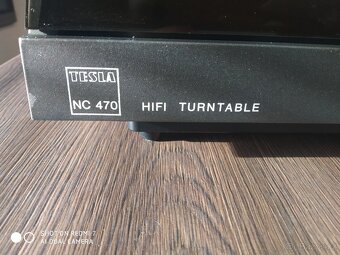 TESLA
NC 470 HIFI TURNTABLE
SHOT ON REDMI 7
AI DUAL CAMERA